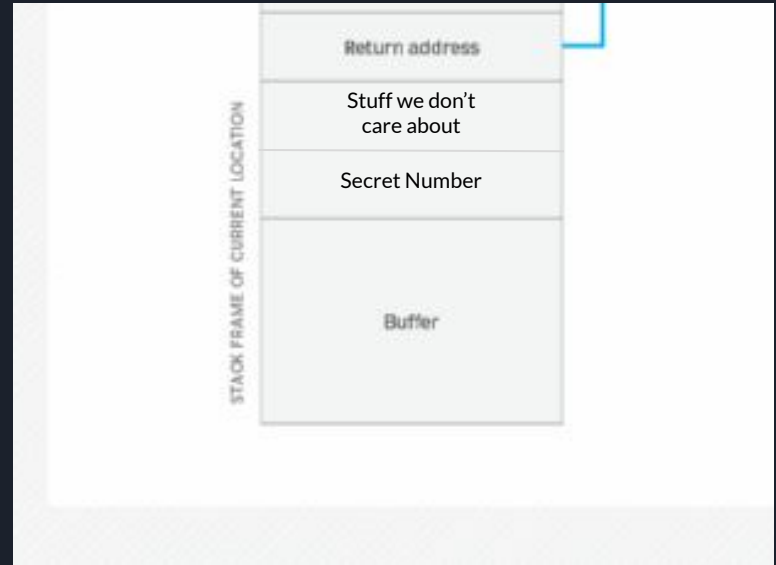 Return address
Stuff we don't
care about
Secret Number
Buffer
STACK FRAME OF CURRENT LOCATION